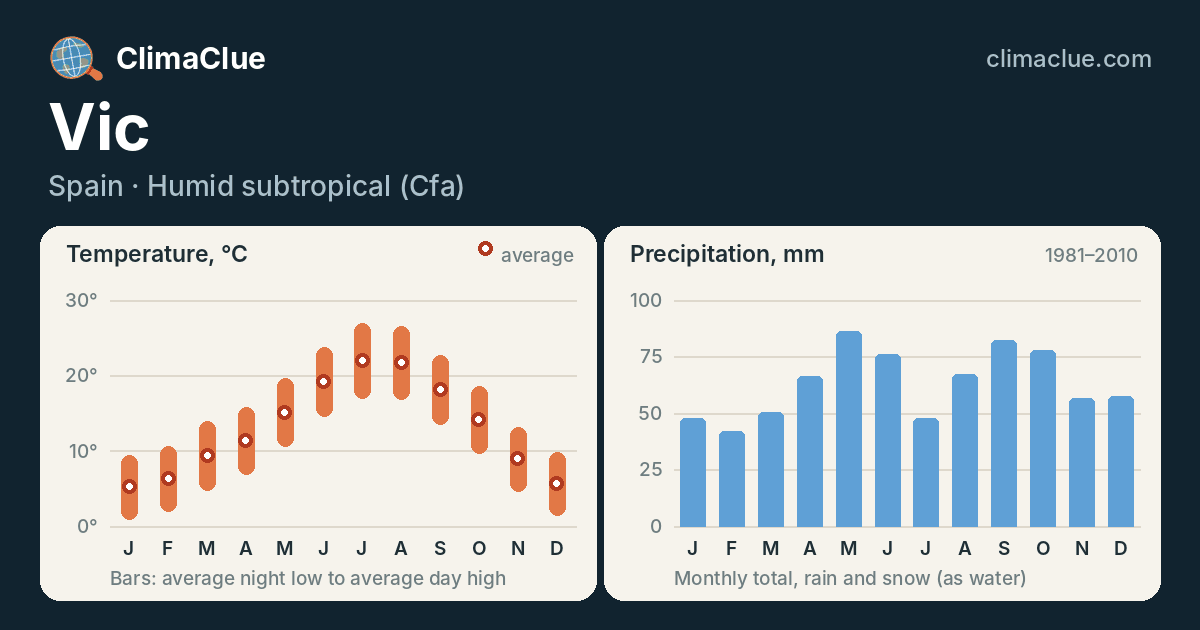 ClimaClue
climaclue.com
Vic
Spain · Humid subtropical (Cfa)
Temperature, °C
average
30°
20°
10°
0°
J F M A M J J A S O N D
Bars: average night low to average day high
Precipitation, mm
1981–2010
100
75
50
25
0
J F M A M J J A S O N D
Monthly total, rain and snow (as water)